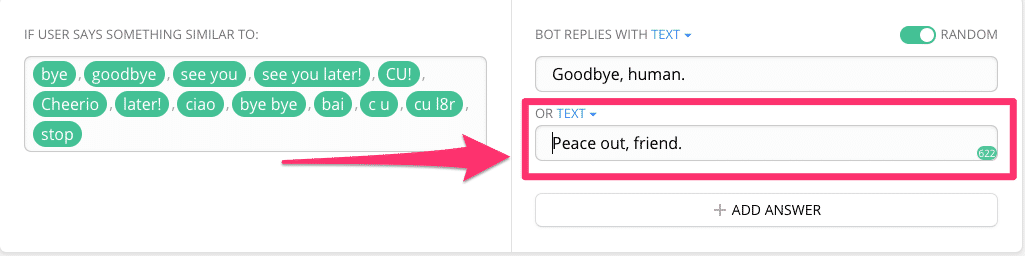 IF USER SAYS SOMETHING SIMILAR TO:
bye , goodbye , see you , see you later! , CU! ,
Cheerio , later! , ciao , bye bye , bai , c u , cu l8r ,
stop
BOT REPLIES WITH TEXT RANDOM
Goodbye, human.
OR TEXT
Peace out, friend.
622
+ ADD ANSWER